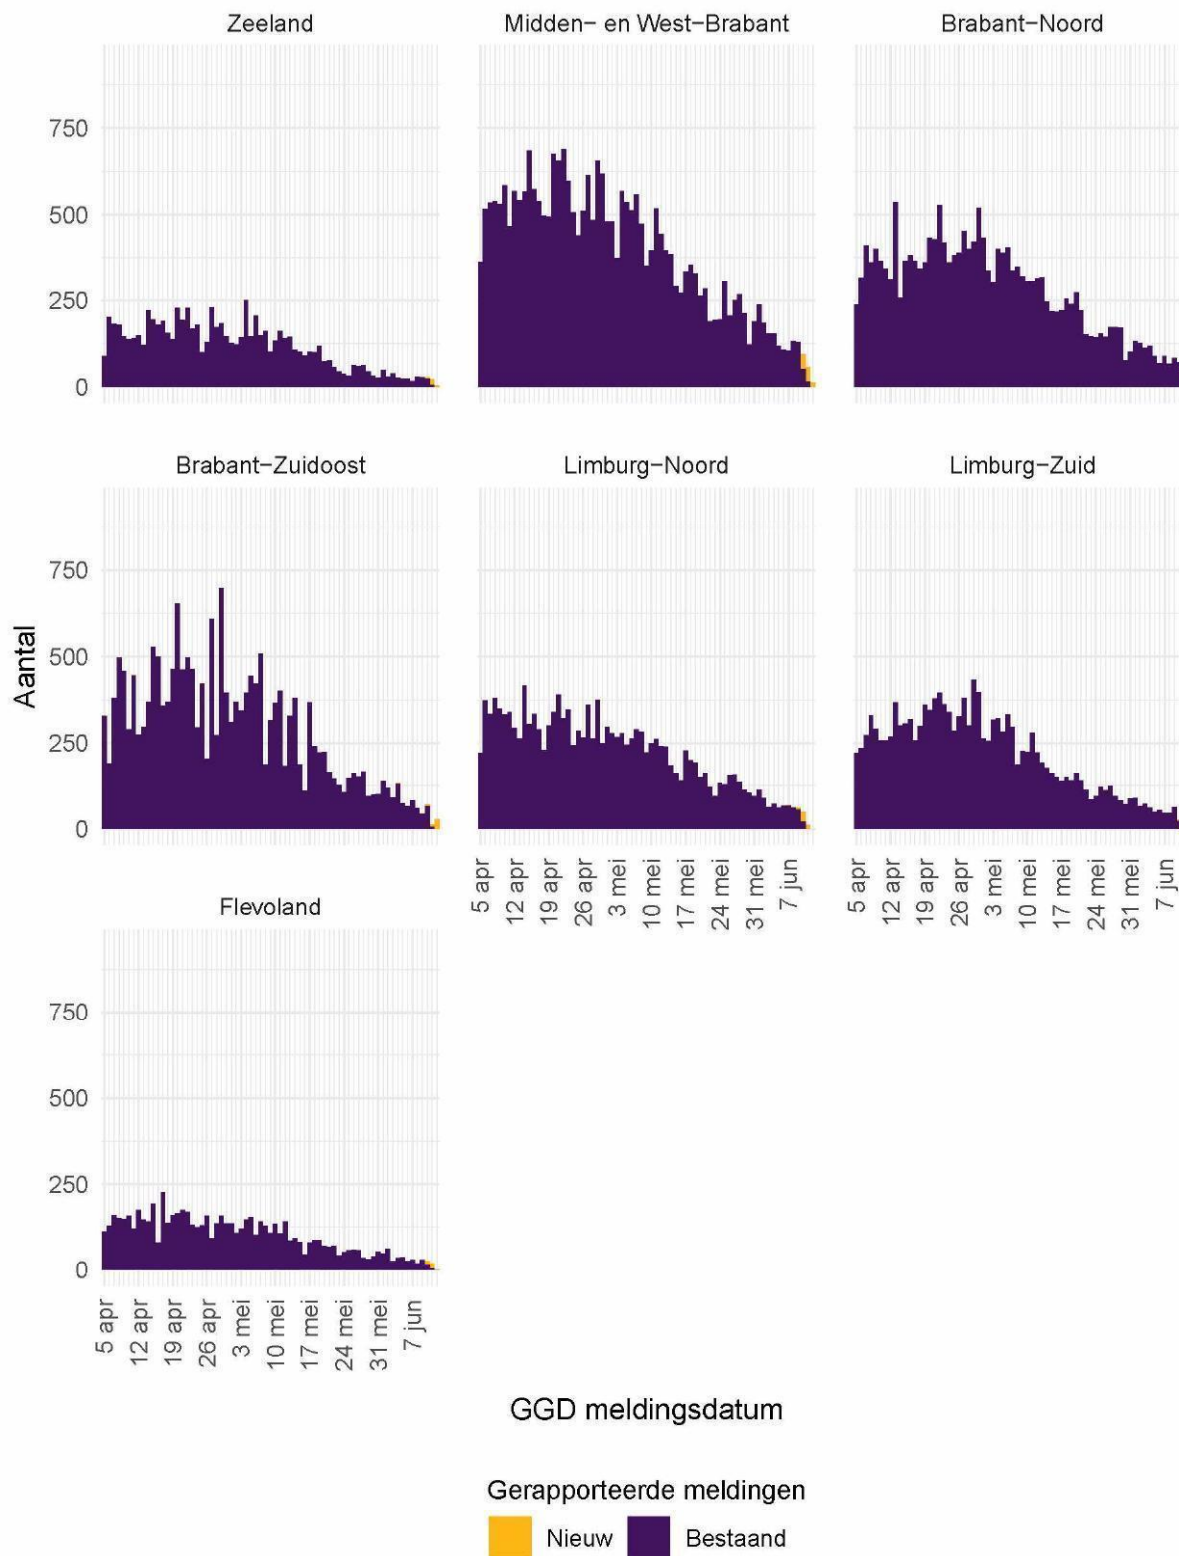 Zeeland
Midden- en West-Brabant
Brabant-Noord
750
500
250
0
Brabant-Zuidoost
Limburg-Noord
Limburg-Zuid
Aantal
750
500
250
0
5 apr
12 apr
19 apr
26 apr
3 mei
10 mei
17 mei
24 mei
31 mei
7 jun
5 apr
12 apr
19 apr
26 apr
3 mei
10 mei
17 mei
24 mei
31 mei
7 jun
Flevoland
750
500
250
0
5 apr
12 apr
19 apr
26 apr
3 mei
10 mei
17 mei
24 mei
31 mei
7 jun
GGD meldingsdatum
Gerapporteerde meldingen
Nieuw Bestaand